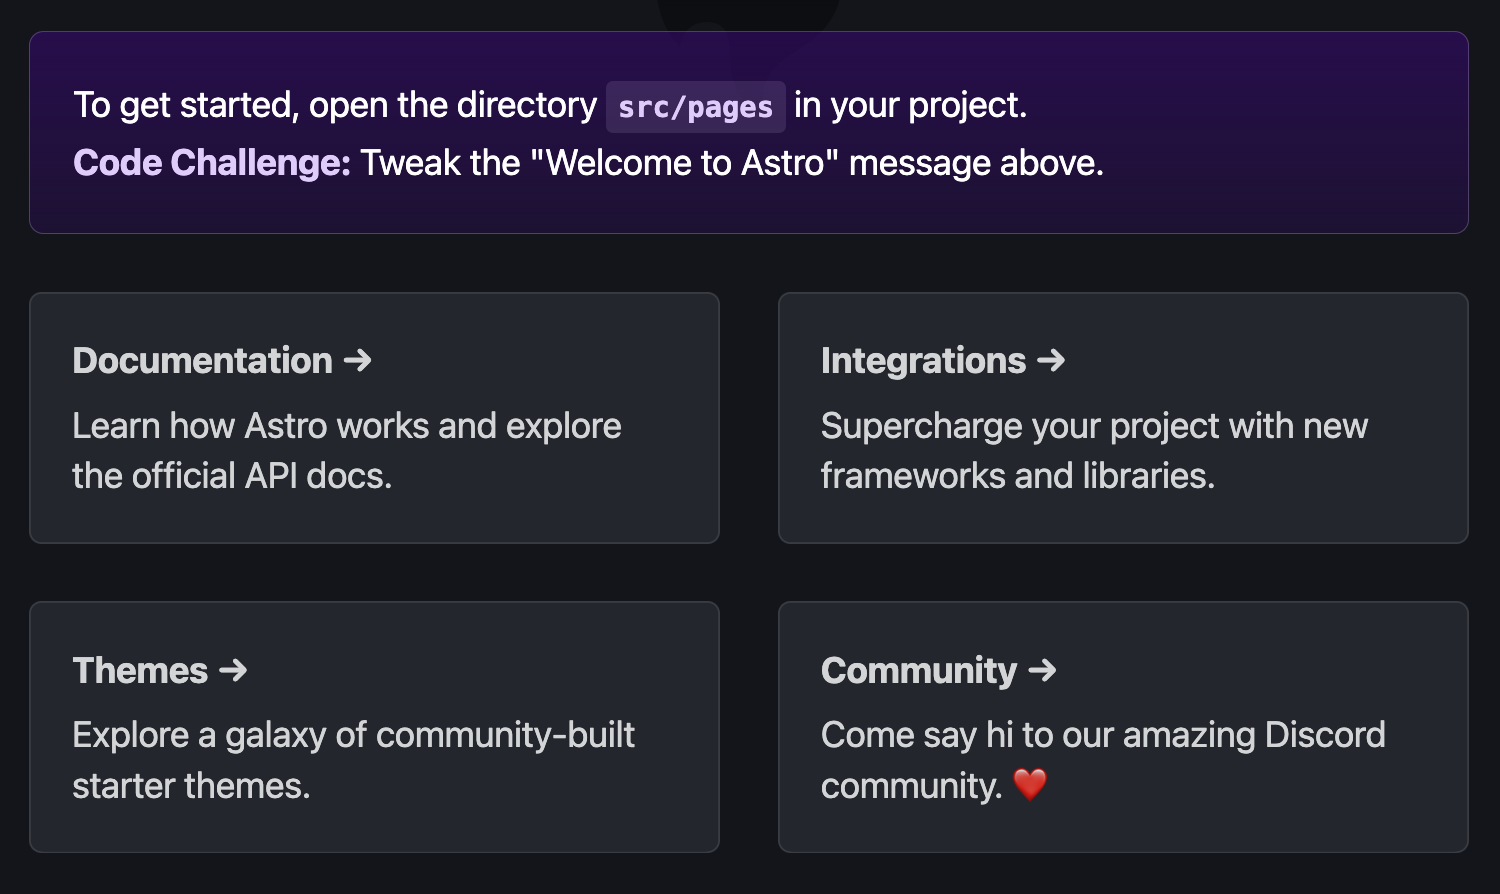 To get started, open the directory src/pages in your project.
Code Challenge: Tweak the "Welcome to Astro" message above.
Documentation →
Learn how Astro works and explore
the official API docs.
Integrations →
Supercharge your project with new
frameworks and libraries.
Themes →
Explore a galaxy of community-built
starter themes.
Community →
Come say hi to our amazing Discord
community. ❤️